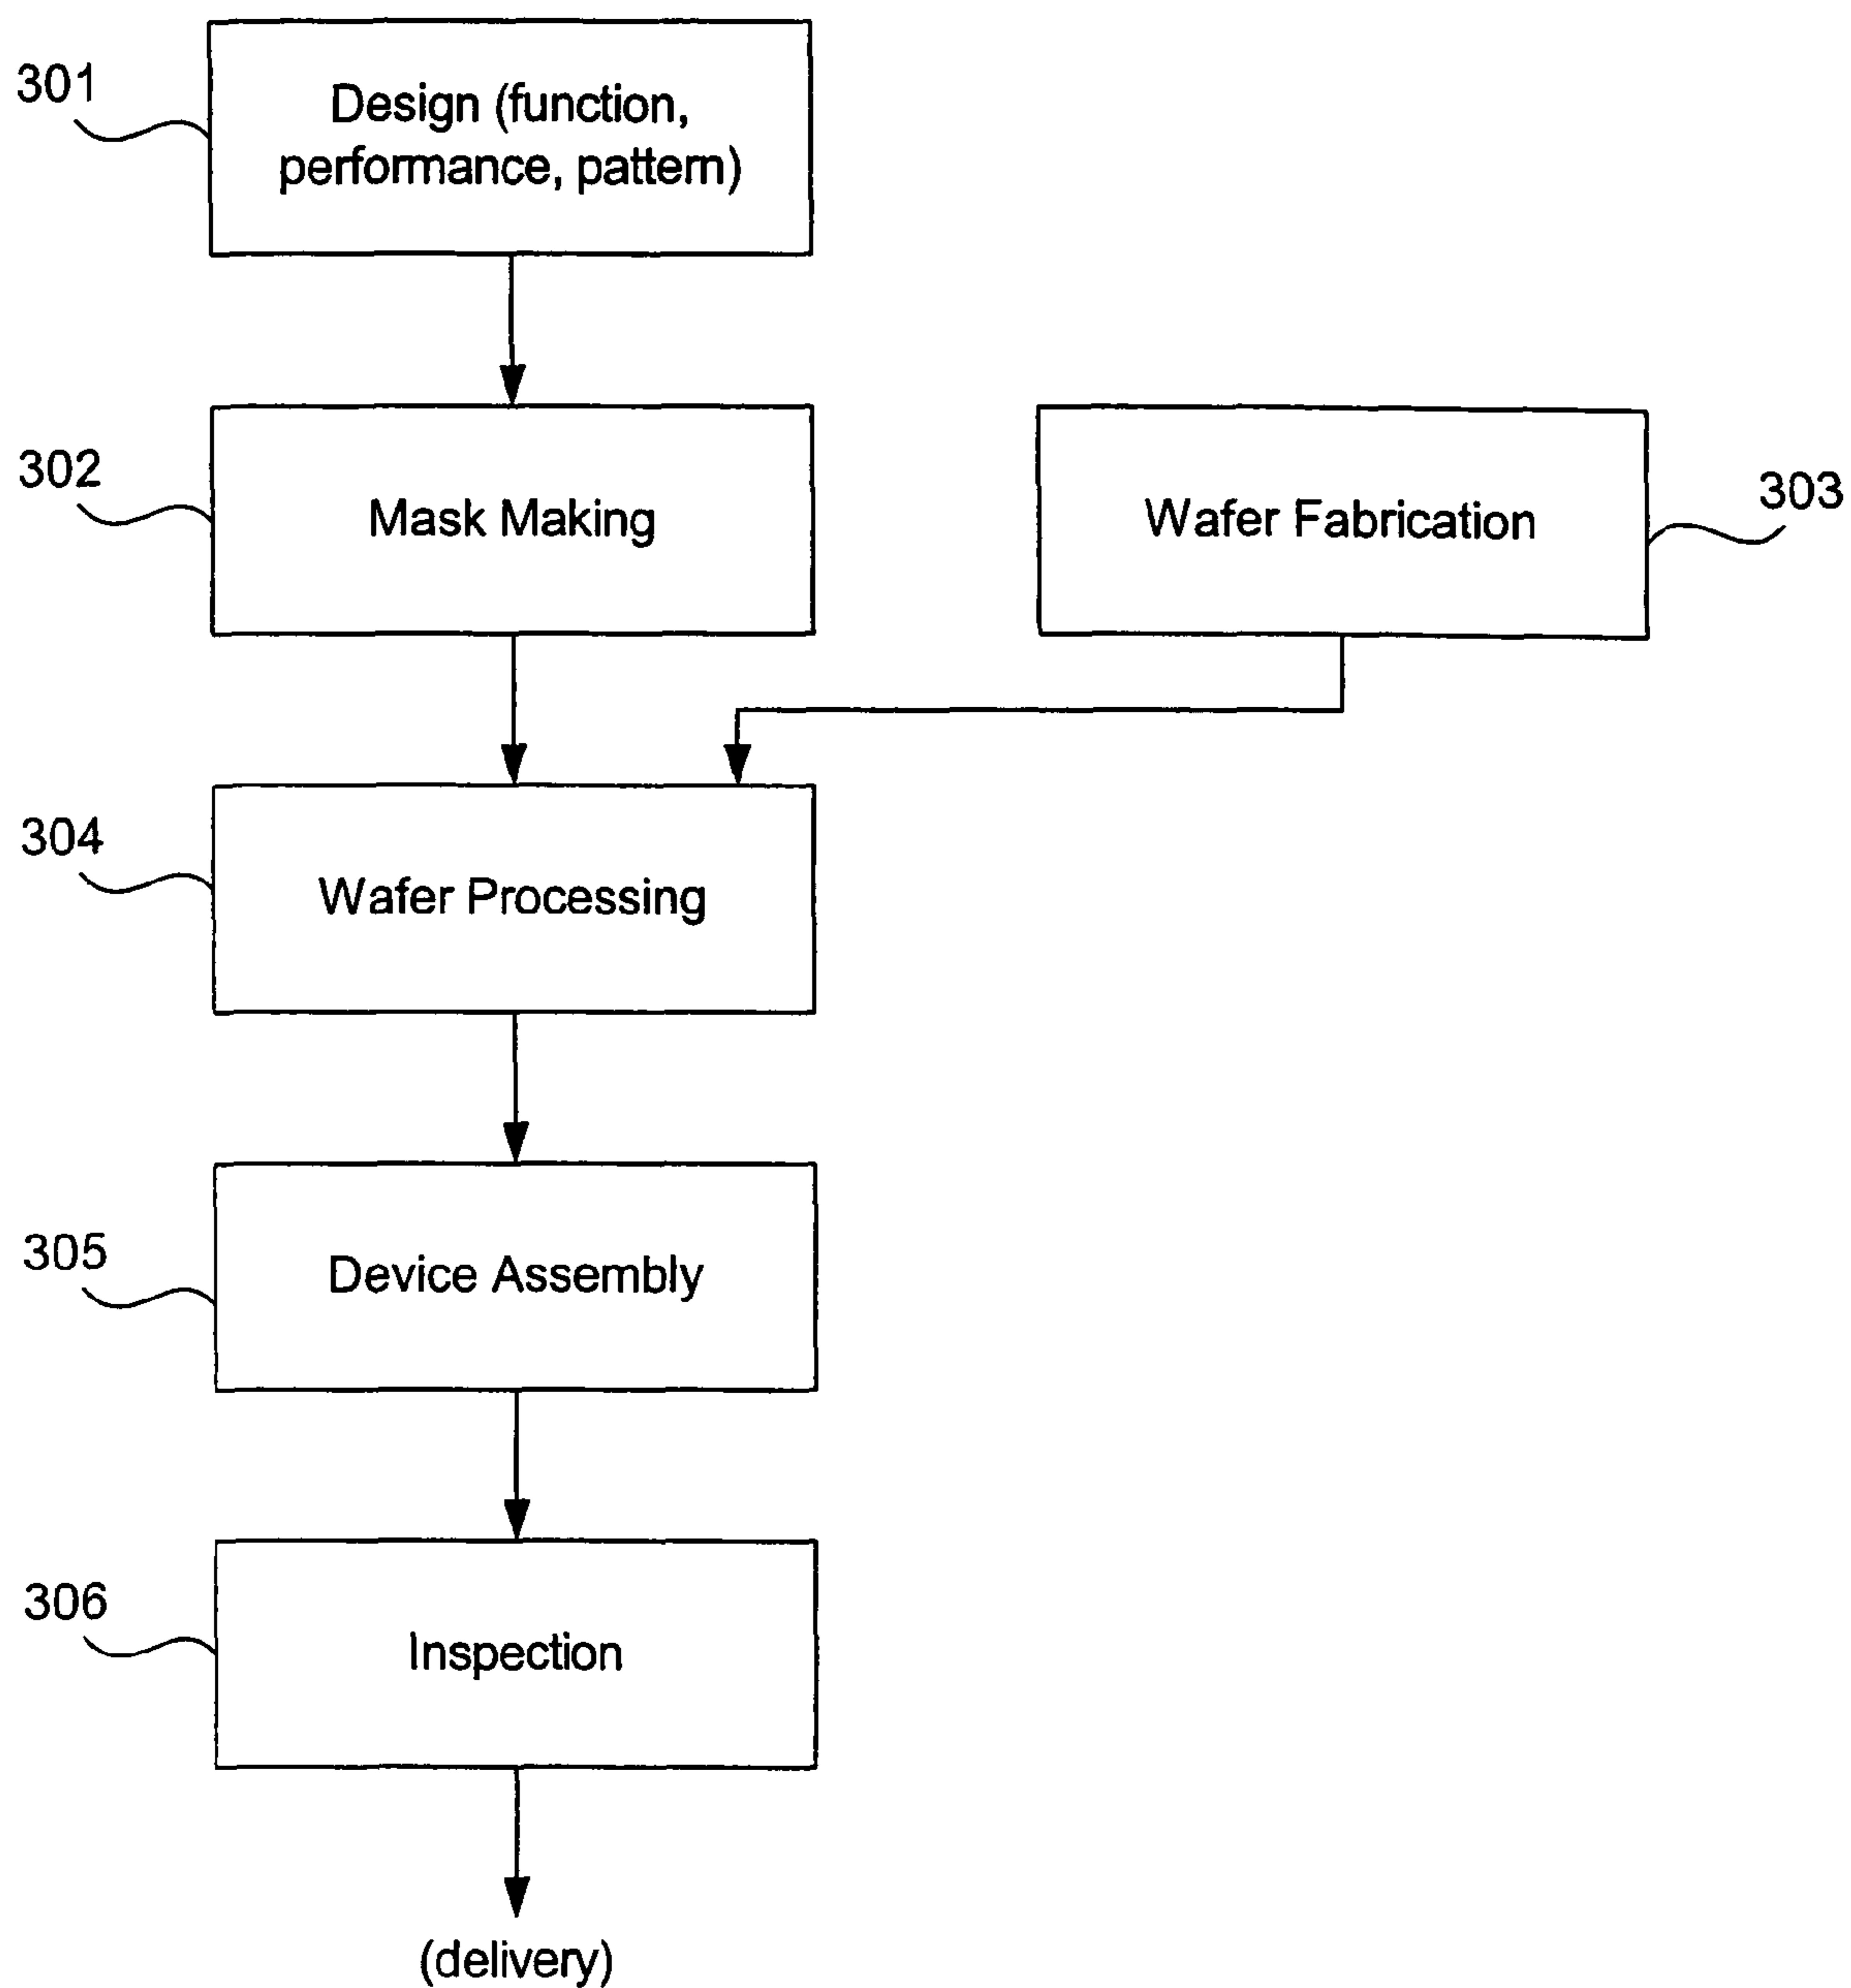 301
Design (function,
performance, pattern)
302
Mask Making
Wafer Fabrication
303
304
Wafer Processing
305
Device Assembly
306
Inspection
(delivery)